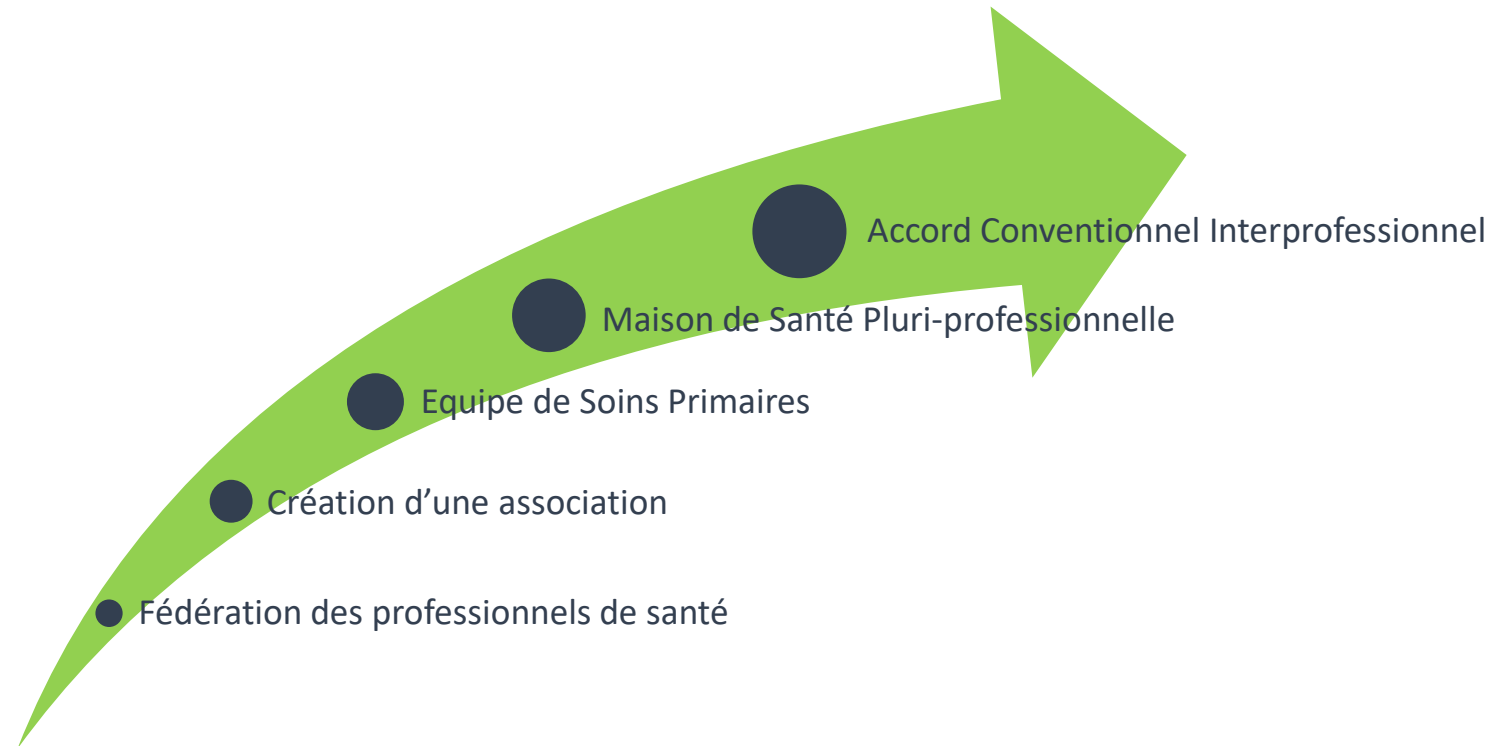 Accord Conventionnel Interprofessionnel
Maison de Santé Pluri-professionnelle
Equipe de Soins Primaires
Création d’une association
Fédération des professionnels de santé